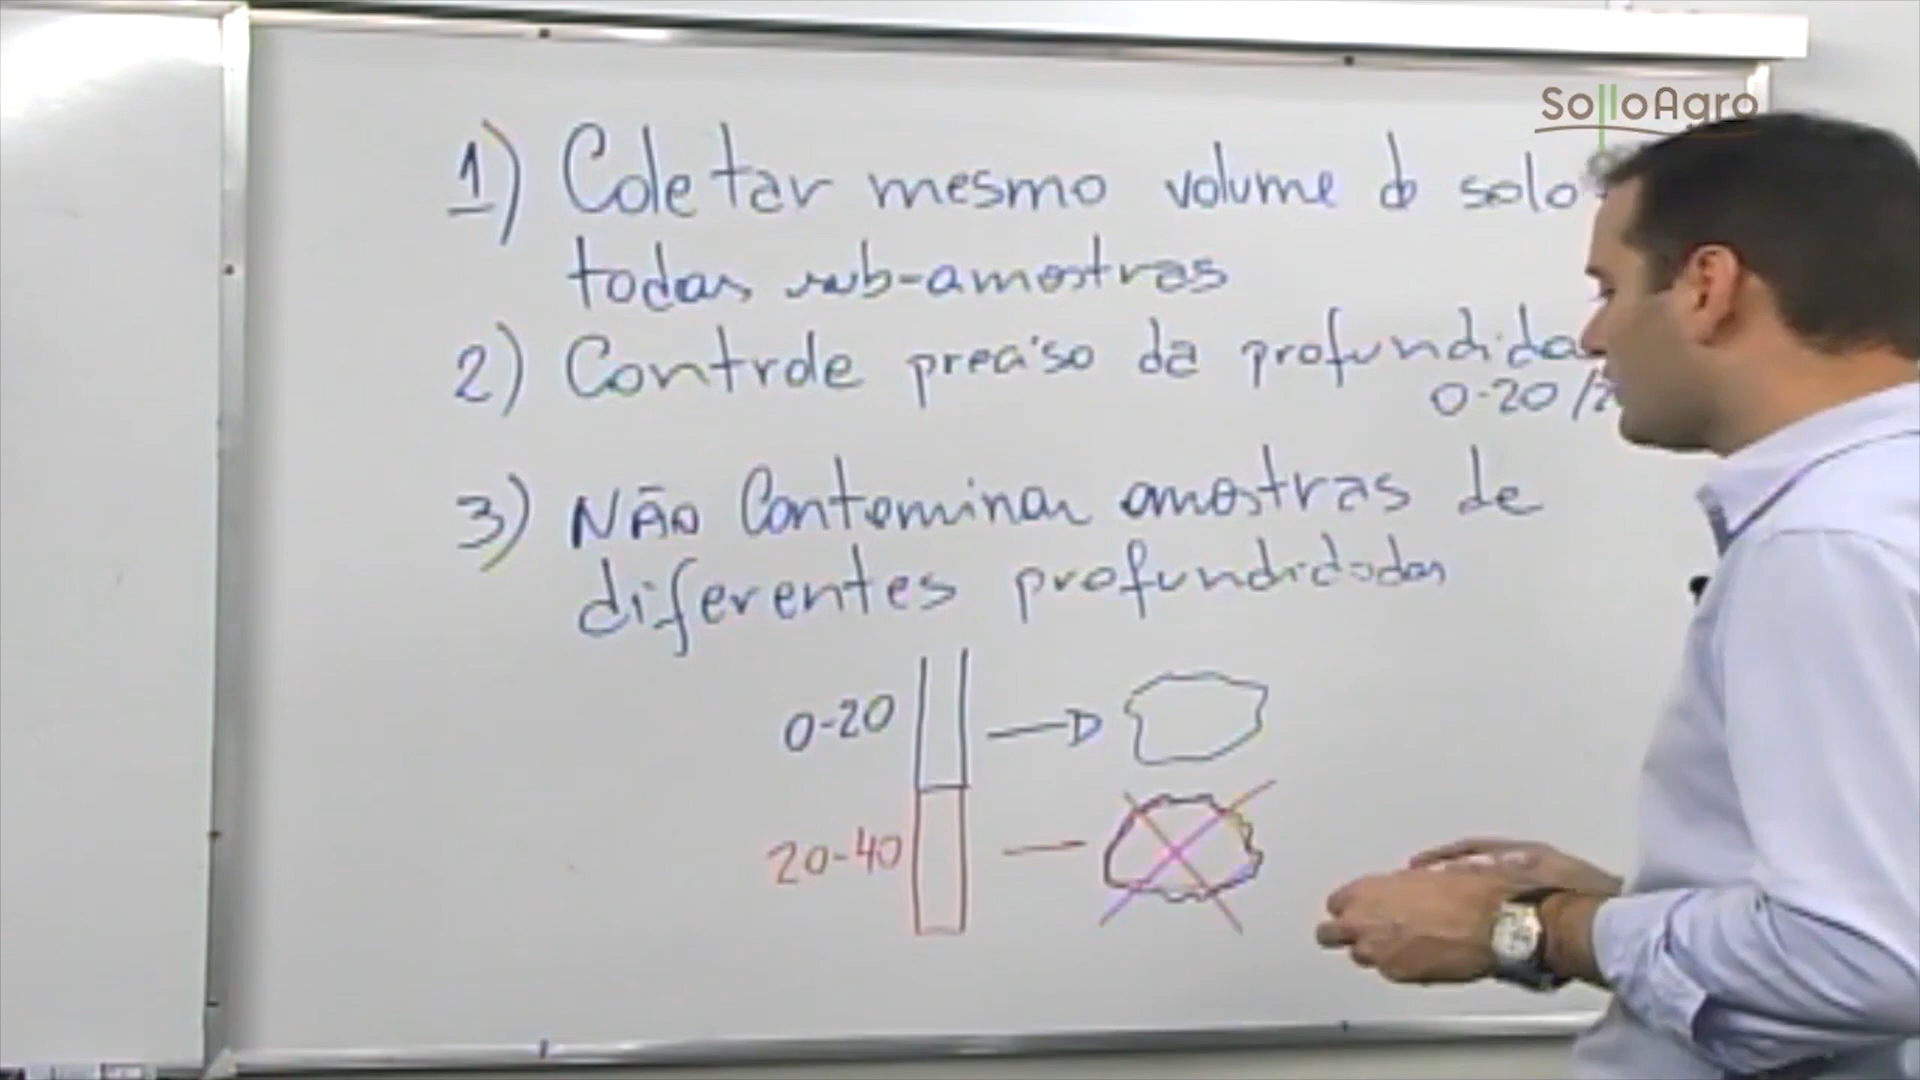 SolloAgro
1) Coletar mesmo volume de solo
todas sub-amostras
2) Controle preciso da
0-20 /
3) NÃO Contaminar amostras de
diferentes profundidades
0-20
20-40